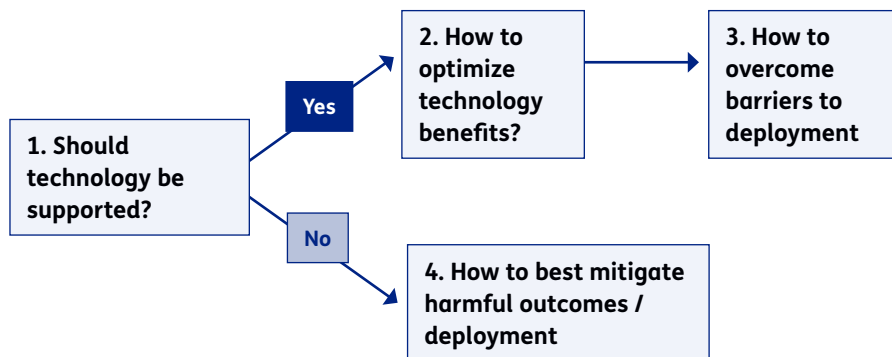 1. Should
technology be
supported?
Yes
2. How to
optimize
technology
benefits?
3. How to
overcome
barriers to
deployment
No
4. How to best mitigate
harmful outcomes /
deployment